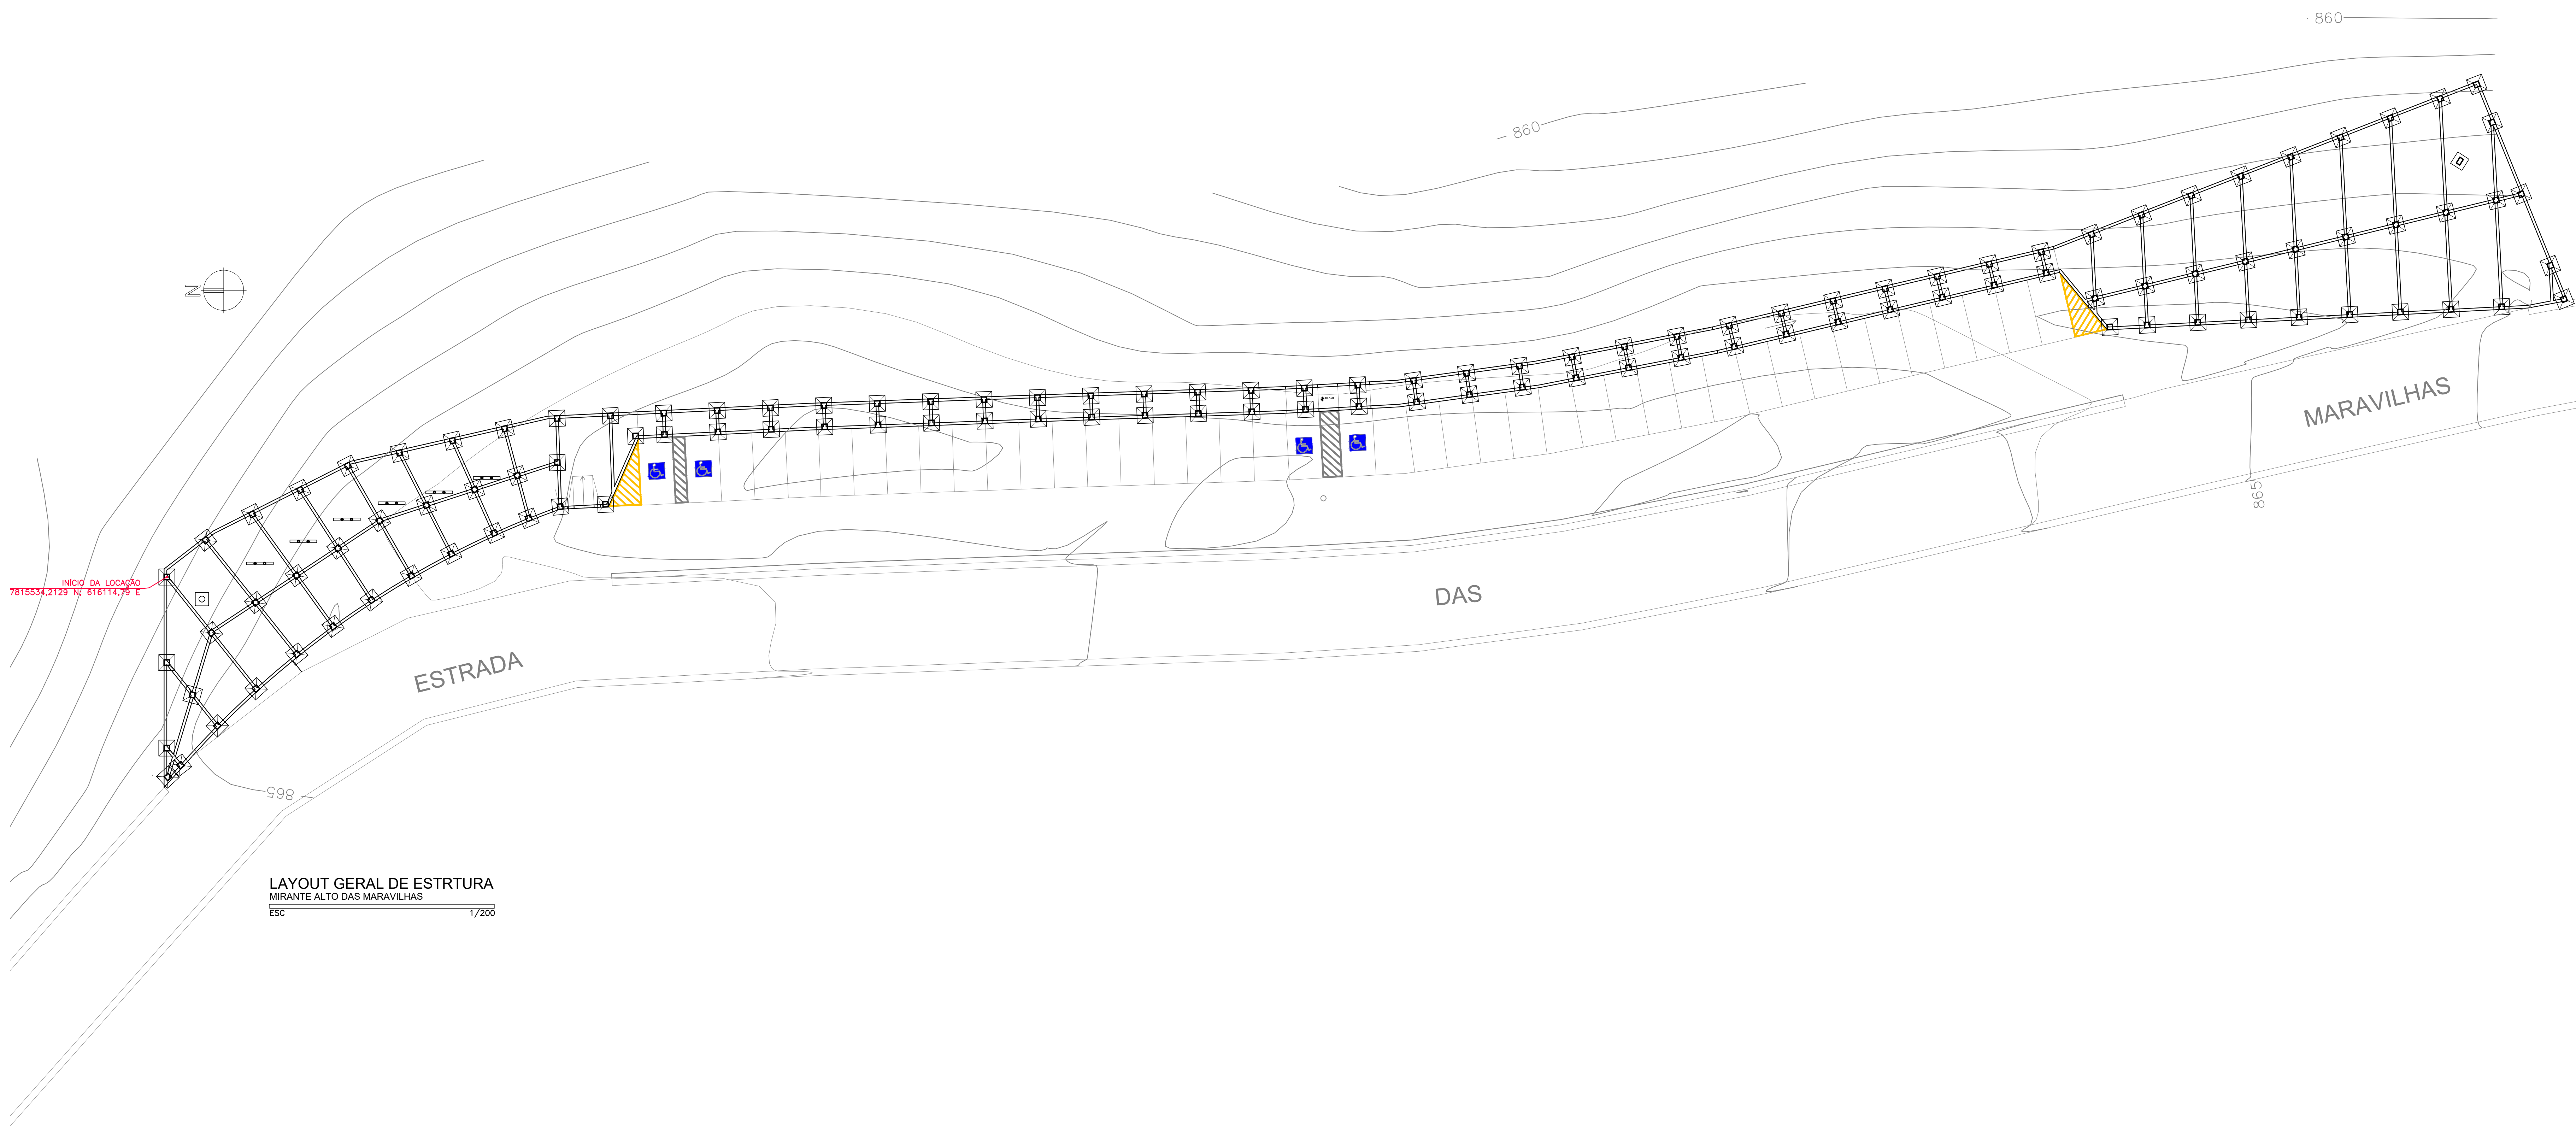 860
860
N
INÍCIO DA LOCAÇÃO
7815534,2129 N; 616114,79 E
MARAVILHAS
865
DAS
ESTRADA
865
LAYOUT GERAL DE ESTRTURA
MIRANTE ALTO DAS MARAVILHAS
ESC 1/200